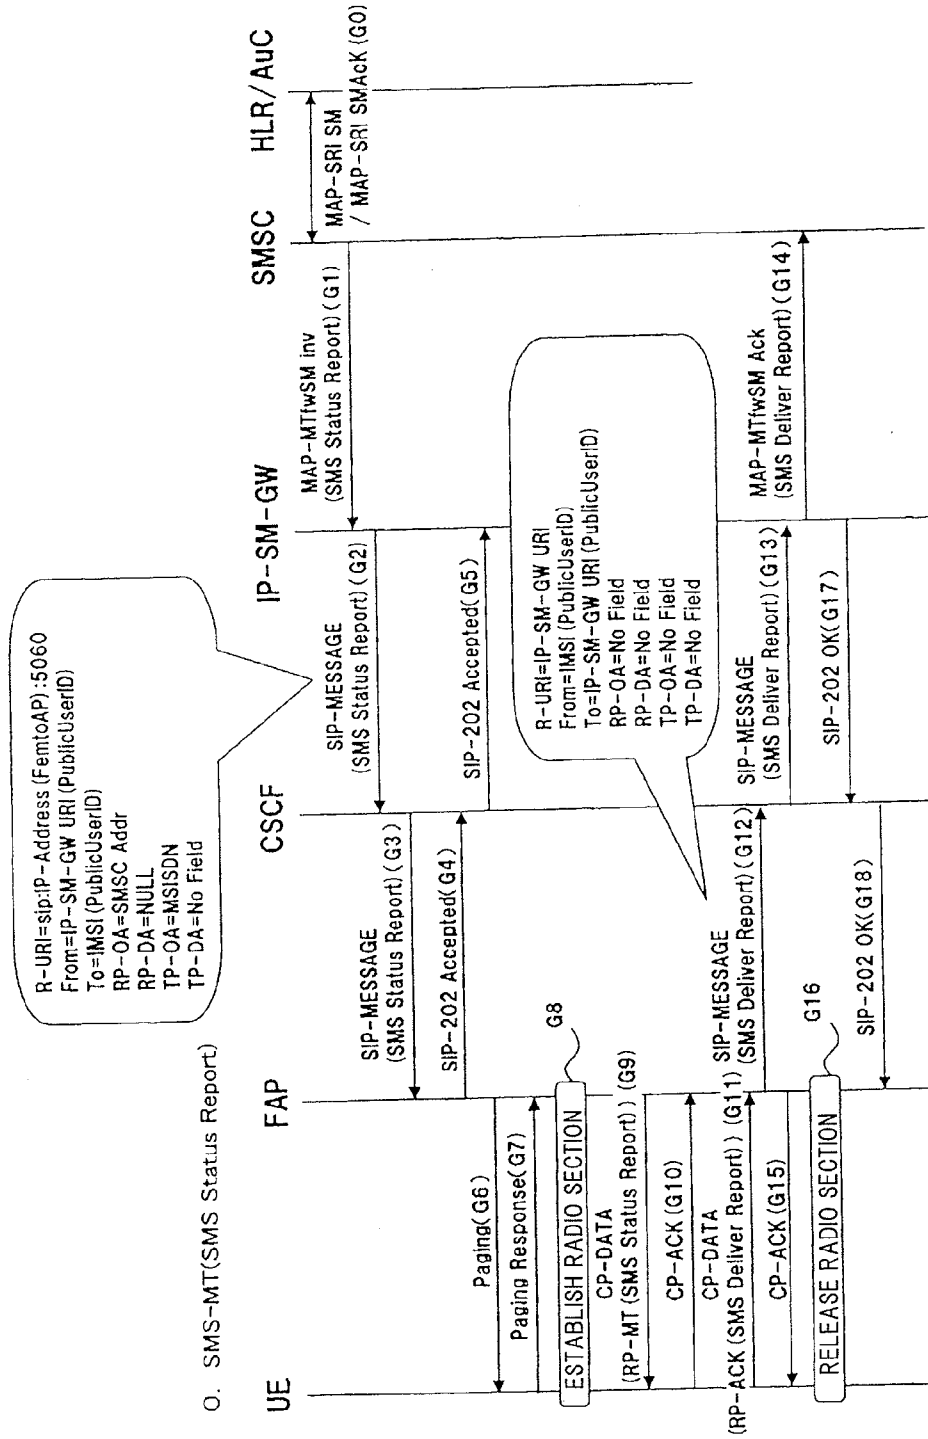 O. SMS-MT(SMS Status Report)
R-URI=sip:IP-Address (FemtoAP):5060
From=IP-SM-GW URI (PublicUserID)
To=IMSI (PublicUserID)
RP-OA=SMSC Addr
RP-DA=NULL
TP-OA=MSISDN
TP-DA=No Field
UE
FAP
CSCF
IP-SM-GW
SMSC
HLR/AuC
MAP-SRI SM
/ MAP-SRI SMAcK (G0)
MAP-MTfwSM inv
(SMS Status Report) (G1)
SIP-MESSAGE
(SMS Status Report) (G2)
SIP-MESSAGE
(SMS Status Report) (G3)
SIP-202 Accepted(G4)
SIP-202 Accepted(G5)
Paging(G6)
Paging Response(G7)
G8
ESTABLISH RADIO SECTION
CP-DATA
(RP-MT (SMS Status Report)) (G9)
CP-ACK (G10)
CP-DATA
(RP-ACK (SMS Deliver Report)) (G11)
R-URI=IP-SM-GW URI
From=IMSI (PublicUserID)
To=IP-SM-GW URI (PublicUserID)
RP-OA=No Field
RP-DA=No Field
TP-OA=No Field
TP-DA=No Field
SIP-MESSAGE
(SMS Deliver Report) (G12)
SIP-MESSAGE
(SMS Deliver Report) (G13)
MAP-MTfwSM Ack
(SMS Deliver Report) (G14)
CP-ACK (G15)
G16
RELEASE RADIO SECTION
SIP-202 OK(G17)
SIP-202 OK(G18)